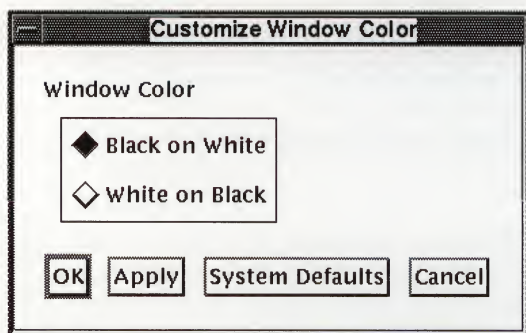 Customize Window Color
Window Color
Black on White
White on Black
OK Apply System Defaults Cancel